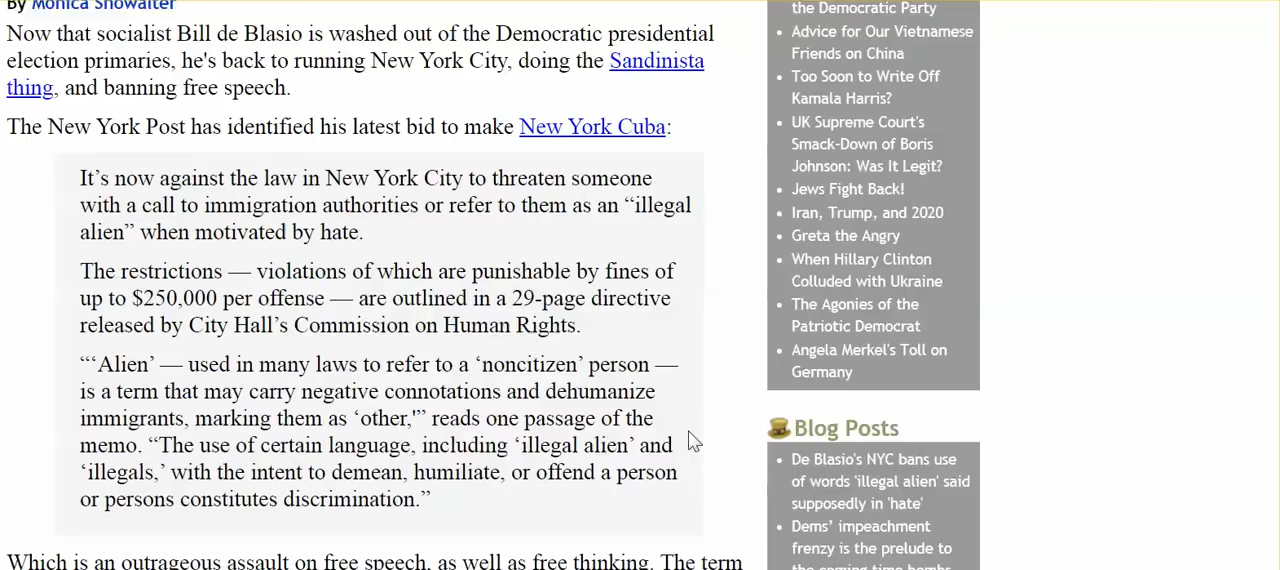 By Monica Showalter
Now that socialist Bill de Blasio is washed out of the Democratic presidential
election primaries, he's back to running New York City, doing the Sandinista
thing, and banning free speech.
The New York Post has identified his latest bid to make New York Cuba:
It’s now against the law in New York City to threaten someone
with a call to immigration authorities or refer to them as an “illegal
alien” when motivated by hate.
The restrictions — violations of which are punishable by fines of
up to $250,000 per offense — are outlined in a 29-page directive
released by City Hall’s Commission on Human Rights.
“‘Alien’ — used in many laws to refer to a ‘noncitizen’ person —
is a term that may carry negative connotations and dehumanize
immigrants, marking them as ‘other,'” reads one passage of the
memo. “The use of certain language, including ‘illegal alien’ and
‘illegals,’ with the intent to demean, humiliate, or offend a person
or persons constitutes discrimination.”
Which is an outrageous assault on free speech, as well as free thinking. The term
the Democratic Party
• Advice for Our Vietnamese
Friends on China
• Too Soon to Write Off
Kamala Harris?
• UK Supreme Court's
Smack-Down of Boris
Johnson: Was It Legit?
• Jews Fight Back!
• Iran, Trump, and 2020
• Greta the Angry
• When Hillary Clinton
Colluded with Ukraine
• The Agonies of the
Patriotic Democrat
• Angela Merkel's Toll on
Germany
Blog Posts
• De Blasio's NYC bans use
of words 'illegal alien' said
supposedly in 'hate'
• Dems’ impeachment
frenzy is the prelude to
the coming time bombs